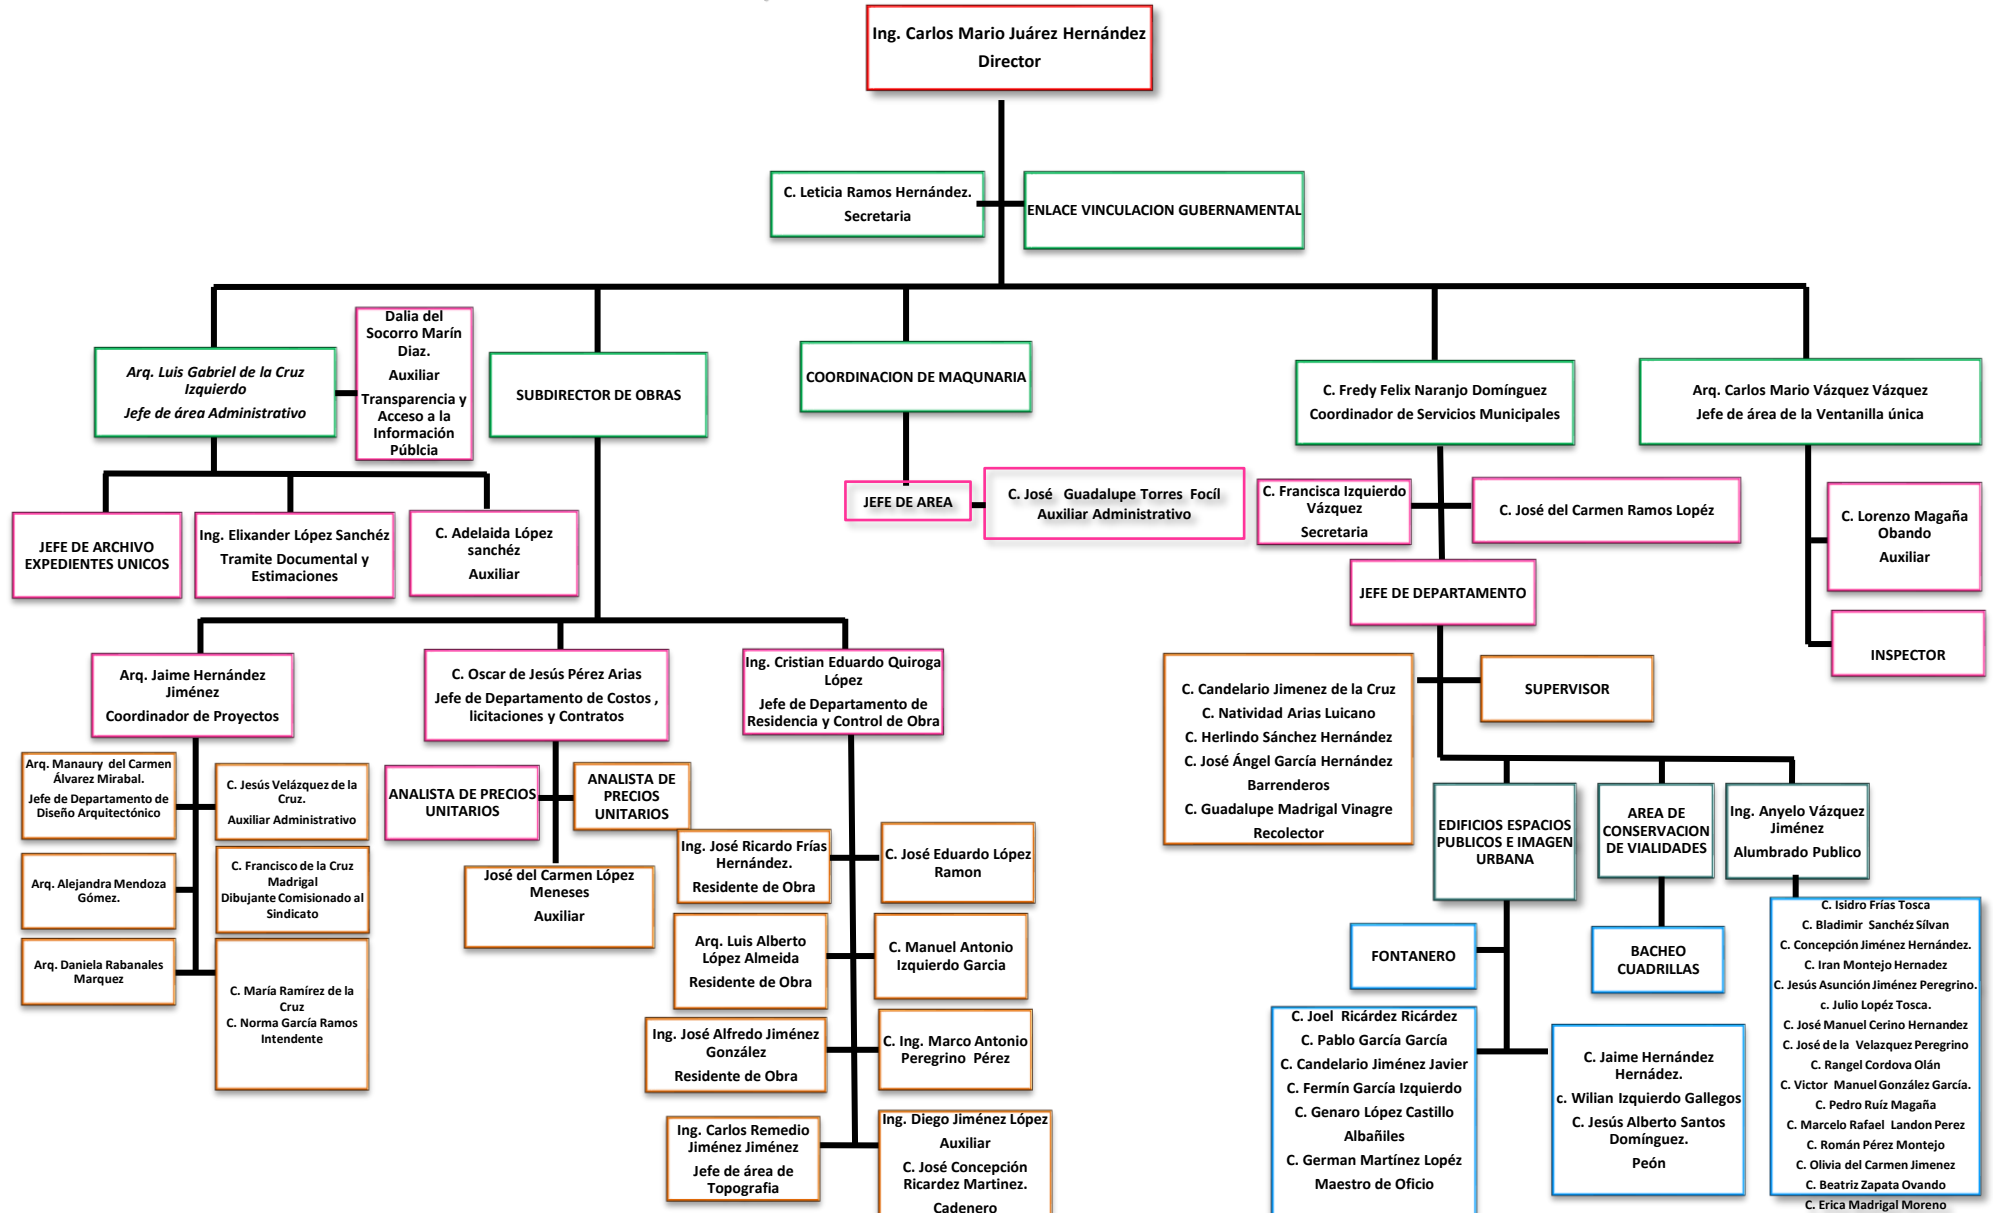 Ing. Carlos Mario Juárez Hernández
Director
C. Leticia Ramos Hernández.
Secretaria
ENLACE VINCULACION GUBERNAMENTAL
Arq. Luis Gabriel de la Cruz
Izquierdo
Jefe de área Administrativo
Dalia del
Socorro Marín
Diaz.
Auxiliar
Transparencia y
Acceso a la
Información
Públcia
SUBDIRECTOR DE OBRAS
COORDINACION DE MAQUNARIA
C. Fredy Felix Naranjo Domínguez
Coordinador de Servicios Municipales
Arq. Carlos Mario Vázquez Vázquez
Jefe de área de la Ventanilla única
JEFE DE ARCHIVO
EXPEDIENTES UNICOS
Ing. Elixander López Sanchéz
Tramite Documental y
Estimaciones
C. Adelaida López
sanchéz
Auxiliar
JEFE DE AREA
C. José Guadalupe Torres Focíl
Auxiliar Administrativo
C. Francisca Izquierdo
Vázquez
Secretaria
C. José del Carmen Ramos Lopéz
C. Lorenzo Magaña
Obando
Auxiliar
JEFE DE DEPARTAMENTO
INSPECTOR
Arq. Jaime Hernández
Jiménez
Coordinador de Proyectos
C. Oscar de Jesús Pérez Arias
Jefe de Departamento de Costos ,
licitaciones y Contratos
Ing. Cristian Eduardo Quiroga
López
Jefe de Departamento de
Residencia y Control de Obra
C. Candelario Jimenez de la Cruz
C. Natividad Arias Luicano
C. Herlindo Sánchez Hernández
C. José Ángel García Hernández
Barrenderos
C. Guadalupe Madrigal Vinagre
Recolector
SUPERVISOR
Arq. Manaury del Carmen
Álvarez Mirabal.
Jefe de Departamento de
Diseño Arquitectónico
C. Jesús Velázquez de la
Cruz.
Auxiliar Administrativo
ANALISTA DE PRECIOS
UNITARIOS
ANALISTA DE
PRECIOS
UNITARIOS
Arq. Alejandra Mendoza
Gómez.
C. Francisco de la Cruz
Madrigal
Dibujante Comisionado al
Sindicato
José del Carmen López
Meneses
Auxiliar
Arq. Daniela Rabanales
Marquez
C. María Ramírez de la
Cruz
C. Norma García Ramos
Intendente
Ing. José Ricardo Frías
Hernández.
Residente de Obra
C. José Eduardo López
Ramon
Arq. Luis Alberto
López Almeida
Residente de Obra
C. Manuel Antonio
Izquierdo Garcia
Ing. José Alfredo Jiménez
González
Residente de Obra
C. Ing. Marco Antonio
Peregrino Pérez
Ing. Carlos Remedio
Jiménez Jiménez
Jefe de área de
Topografia
Ing. Diego Jiménez López
Auxiliar
C. José Concepción
Ricardez Martinez.
Cadenero
EDIFICIOS ESPACIOS
PUBLICOS E IMAGEN
URBANA
AREA DE
CONSERVACION
DE VIALIDADES
Ing. Anyelo Vázquez
Jiménez
Alumbrado Publico
FONTANERO
BACHEO
CUADRILLAS
C. Joel Ricárdez Ricárdez
C. Pablo García García
C. Candelario Jiménez Javier
C. Fermín García Izquierdo
C. Genaro López Castillo
Albañiles
C. German Martínez Lopéz
Maestro de Oficio
C. Jaime Hernández
Hernádez.
c. Wilian Izquierdo Gallegos
C. Jesús Alberto Santos
Domínguez.
Peón
C. Isidro Frías Tosca
C. Bladimir Sanchéz Sílvan
C. Concepción Jiménez Hernández.
C. Iran Montejo Hernadez
C. Jesús Asunción Jiménez Peregrino.
c. Julio Lopéz Tosca.
C. José Manuel Cerino Hernandez
C. José de la Velazquez Peregrino
C. Rangel Cordova Olán
C. Victor Manuel González García.
C. Pedro Ruíz Magaña
C. Marcelo Rafael Landon Perez
C. Román Pérez Montejo
C. Olivia del Carmen Jimenez
C. Beatriz Zapata Ovando
C. Erica Madrigal Moreno